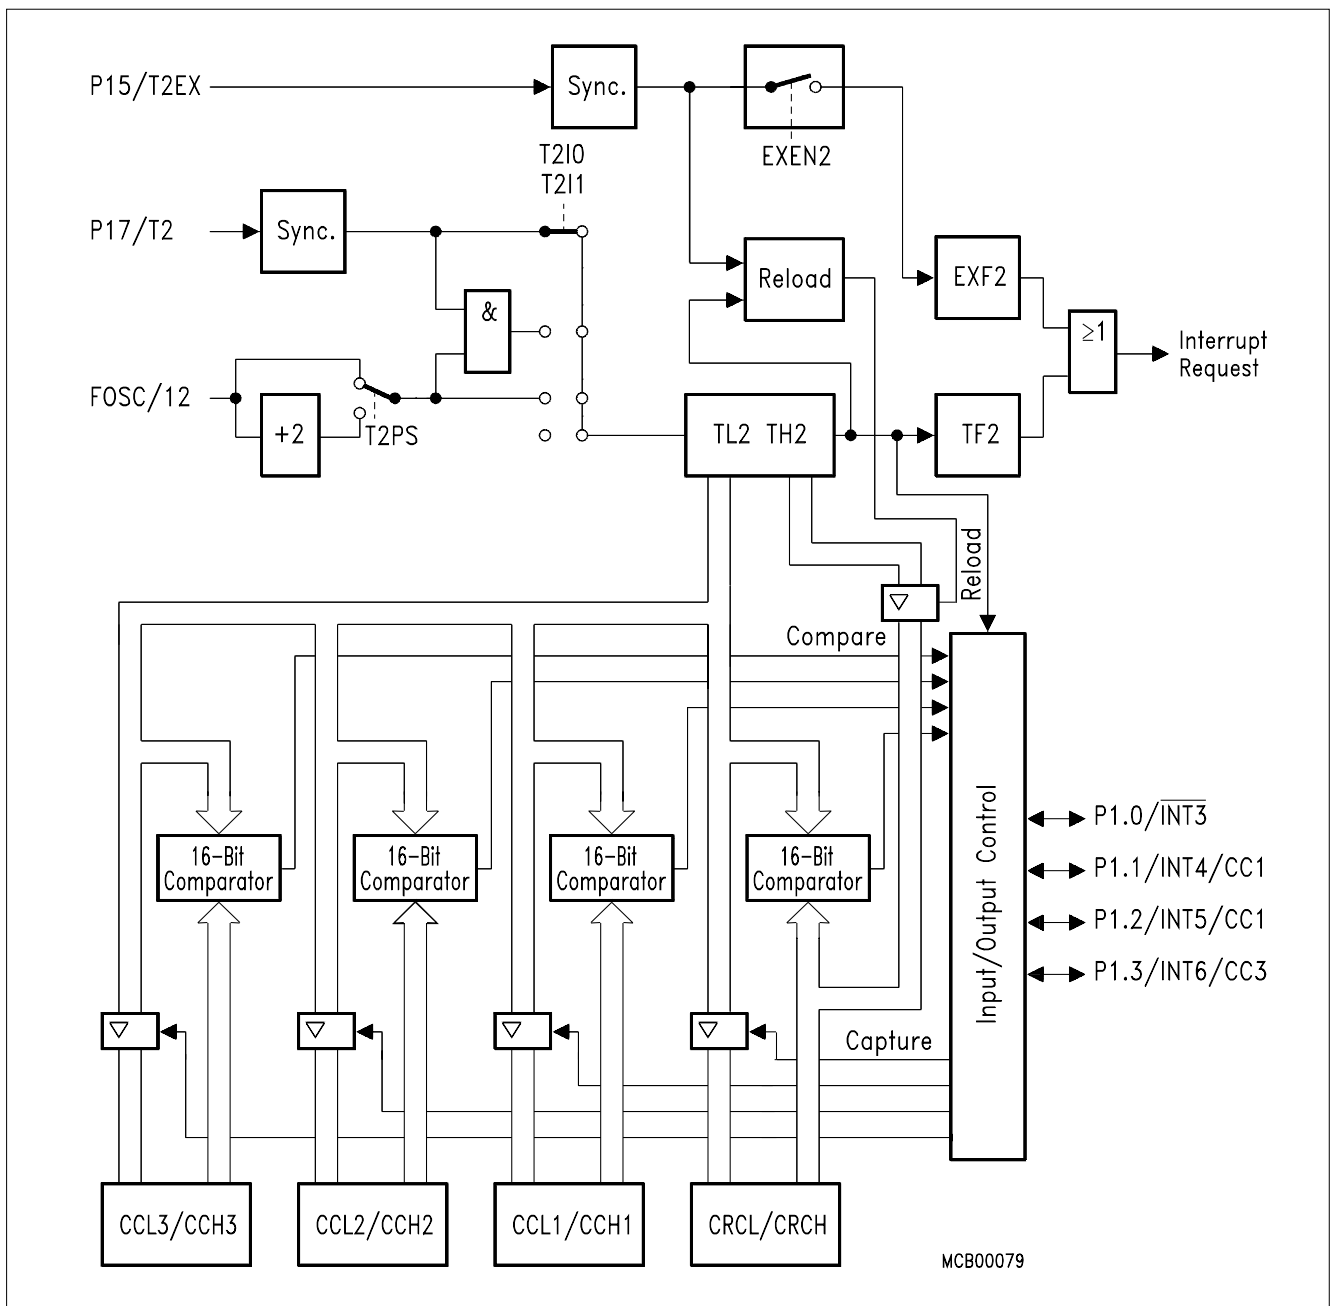 P15/T2EX
Sync.
EXEN2
T2I0
T2I1
P17/T2
Sync.
&
Reload
EXF2
≥1
Interrupt
Request
FOSC/12
+2
T2PS
TL2 TH2
TF2
Reload
Compare
16-Bit
Comparator
16-Bit
Comparator
16-Bit
Comparator
16-Bit
Comparator
Input/Output Control
P1.0/I̅N̅T̅3̅
P1.1/INT4/CC1
P1.2/INT5/CC1
P1.3/INT6/CC3
Capture
CCL3/CCH3
CCL2/CCH2
CCL1/CCH1
CRCL/CRCH
MCB00079